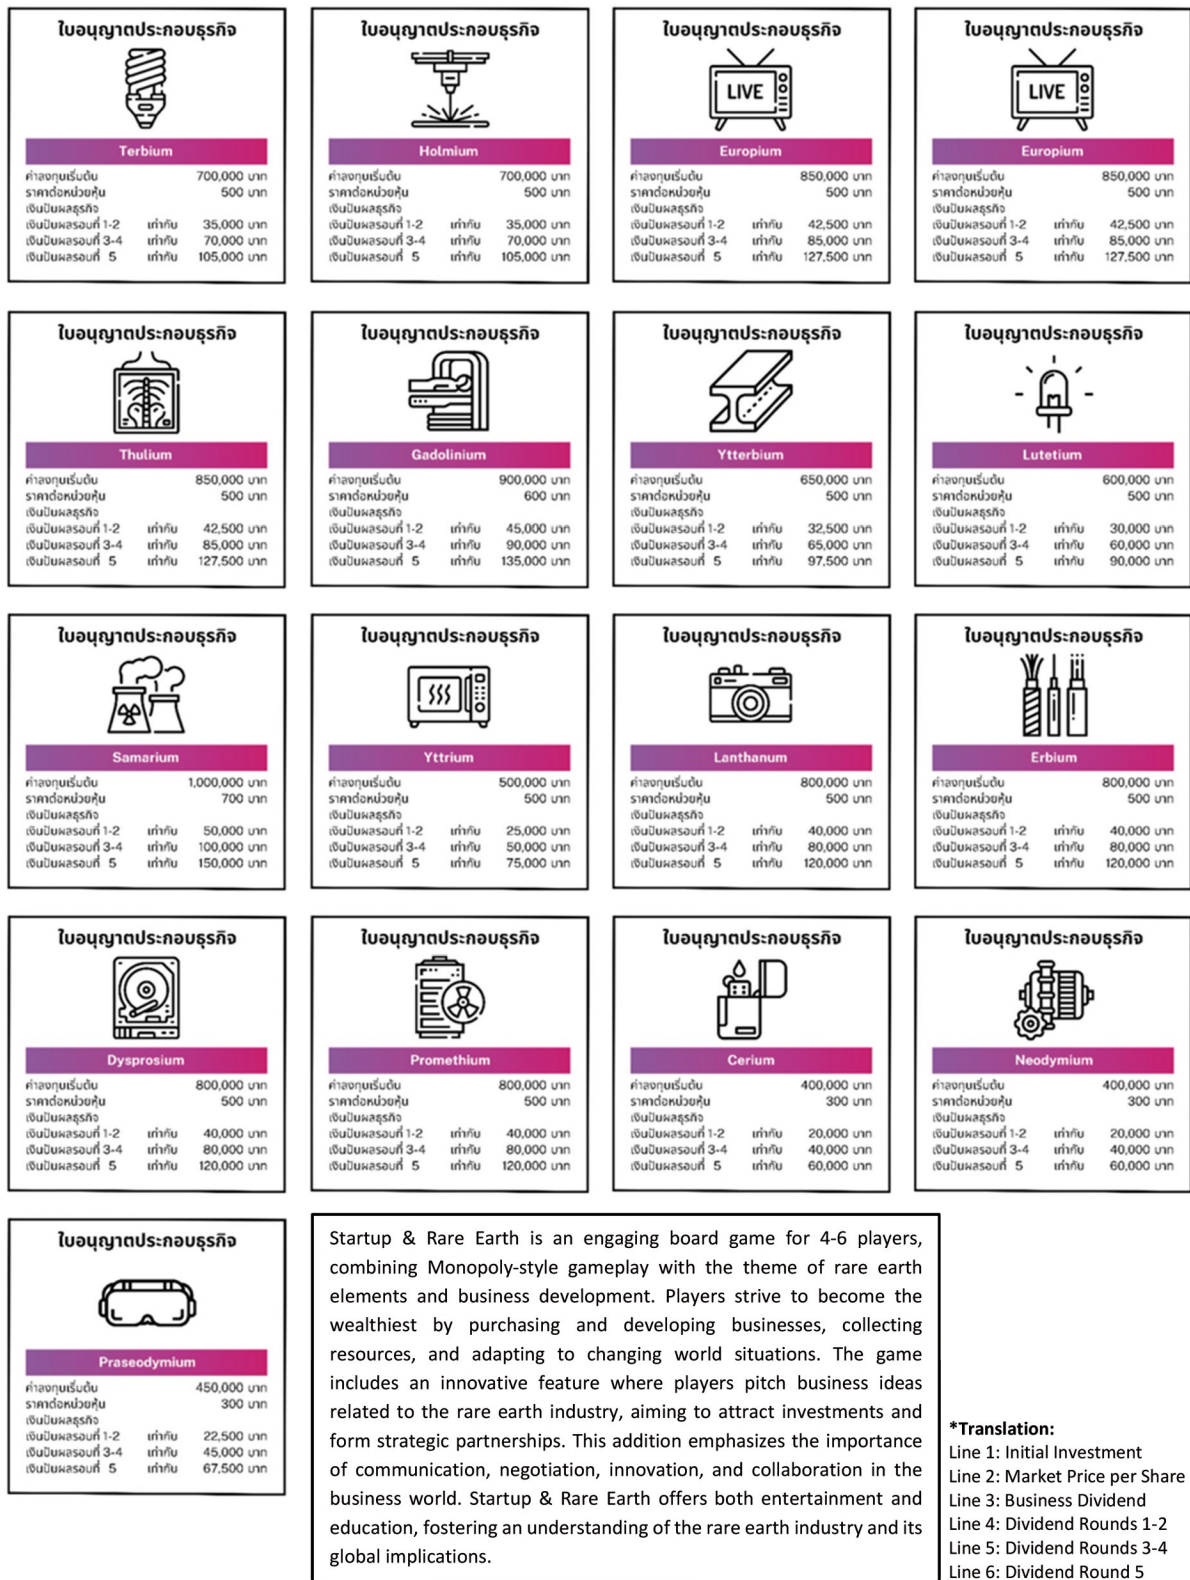 ใบอนุญาตประกอบธุรกิจ
Terbium
ค่าลงทุนเริ่มต้น 700,000 บาท
ราคาต่อหน่วยหุ้น 500 บาท
เงินปันผลธุรกิจ
เงินปันผลรอบที่ 1-2 เท่ากับ 35,000 บาท
เงินปันผลรอบที่ 3-4 เท่ากับ 70,000 บาท
เงินปันผลรอบที่ 5 เท่ากับ 105,000 บาท
ใบอนุญาตประกอบธุรกิจ
Holmium
ค่าลงทุนเริ่มต้น 700,000 บาท
ราคาต่อหน่วยหุ้น 500 บาท
เงินปันผลธุรกิจ
เงินปันผลรอบที่ 1-2 เท่ากับ 35,000 บาท
เงินปันผลรอบที่ 3-4 เท่ากับ 70,000 บาท
เงินปันผลรอบที่ 5 เท่ากับ 105,000 บาท
ใบอนุญาตประกอบธุรกิจ
LIVE
Europium
ค่าลงทุนเริ่มต้น 850,000 บาท
ราคาต่อหน่วยหุ้น 500 บาท
เงินปันผลธุรกิจ
เงินปันผลรอบที่ 1-2 เท่ากับ 42,500 บาท
เงินปันผลรอบที่ 3-4 เท่ากับ 85,000 บาท
เงินปันผลรอบที่ 5 เท่ากับ 127,500 บาท
ใบอนุญาตประกอบธุรกิจ
LIVE
Europium
ค่าลงทุนเริ่มต้น 850,000 บาท
ราคาต่อหน่วยหุ้น 500 บาท
เงินปันผลธุรกิจ
เงินปันผลรอบที่ 1-2 เท่ากับ 42,500 บาท
เงินปันผลรอบที่ 3-4 เท่ากับ 85,000 บาท
เงินปันผลรอบที่ 5 เท่ากับ 127,500 บาท
ใบอนุญาตประกอบธุรกิจ
Thulium
ค่าลงทุนเริ่มต้น 850,000 บาท
ราคาต่อหน่วยหุ้น 500 บาท
เงินปันผลธุรกิจ
เงินปันผลรอบที่ 1-2 เท่ากับ 42,500 บาท
เงินปันผลรอบที่ 3-4 เท่ากับ 85,000 บาท
เงินปันผลรอบที่ 5 เท่ากับ 127,500 บาท
ใบอนุญาตประกอบธุรกิจ
Gadolinium
ค่าลงทุนเริ่มต้น 900,000 บาท
ราคาต่อหน่วยหุ้น 600 บาท
เงินปันผลธุรกิจ
เงินปันผลรอบที่ 1-2 เท่ากับ 45,000 บาท
เงินปันผลรอบที่ 3-4 เท่ากับ 90,000 บาท
เงินปันผลรอบที่ 5 เท่ากับ 135,000 บาท
ใบอนุญาตประกอบธุรกิจ
Ytterbium
ค่าลงทุนเริ่มต้น 650,000 บาท
ราคาต่อหน่วยหุ้น 500 บาท
เงินปันผลธุรกิจ
เงินปันผลรอบที่ 1-2 เท่ากับ 32,500 บาท
เงินปันผลรอบที่ 3-4 เท่ากับ 65,000 บาท
เงินปันผลรอบที่ 5 เท่ากับ 97,500 บาท
ใบอนุญาตประกอบธุรกิจ
Lutetium
ค่าลงทุนเริ่มต้น 600,000 บาท
ราคาต่อหน่วยหุ้น 500 บาท
เงินปันผลธุรกิจ
เงินปันผลรอบที่ 1-2 เท่ากับ 30,000 บาท
เงินปันผลรอบที่ 3-4 เท่ากับ 60,000 บาท
เงินปันผลรอบที่ 5 เท่ากับ 90,000 บาท
ใบอนุญาตประกอบธุรกิจ
Samarium
ค่าลงทุนเริ่มต้น 1,000,000 บาท
ราคาต่อหน่วยหุ้น 700 บาท
เงินปันผลธุรกิจ
เงินปันผลรอบที่ 1-2 เท่ากับ 50,000 บาท
เงินปันผลรอบที่ 3-4 เท่ากับ 100,000 บาท
เงินปันผลรอบที่ 5 เท่ากับ 150,000 บาท
ใบอนุญาตประกอบธุรกิจ
Yttrium
ค่าลงทุนเริ่มต้น 500,000 บาท
ราคาต่อหน่วยหุ้น 500 บาท
เงินปันผลธุรกิจ
เงินปันผลรอบที่ 1-2 เท่ากับ 25,000 บาท
เงินปันผลรอบที่ 3-4 เท่ากับ 50,000 บาท
เงินปันผลรอบที่ 5 เท่ากับ 75,000 บาท
ใบอนุญาตประกอบธุรกิจ
Lanthanum
ค่าลงทุนเริ่มต้น 800,000 บาท
ราคาต่อหน่วยหุ้น 500 บาท
เงินปันผลธุรกิจ
เงินปันผลรอบที่ 1-2 เท่ากับ 40,000 บาท
เงินปันผลรอบที่ 3-4 เท่ากับ 80,000 บาท
เงินปันผลรอบที่ 5 เท่ากับ 120,000 บาท
ใบอนุญาตประกอบธุรกิจ
Erbium
ค่าลงทุนเริ่มต้น 800,000 บาท
ราคาต่อหน่วยหุ้น 500 บาท
เงินปันผลธุรกิจ
เงินปันผลรอบที่ 1-2 เท่ากับ 40,000 บาท
เงินปันผลรอบที่ 3-4 เท่ากับ 80,000 บาท
เงินปันผลรอบที่ 5 เท่ากับ 120,000 บาท
ใบอนุญาตประกอบธุรกิจ
Dysprosium
ค่าลงทุนเริ่มต้น 800,000 บาท
ราคาต่อหน่วยหุ้น 500 บาท
เงินปันผลธุรกิจ
เงินปันผลรอบที่ 1-2 เท่ากับ 40,000 บาท
เงินปันผลรอบที่ 3-4 เท่ากับ 80,000 บาท
เงินปันผลรอบที่ 5 เท่ากับ 120,000 บาท
ใบอนุญาตประกอบธุรกิจ
Promethium
ค่าลงทุนเริ่มต้น 800,000 บาท
ราคาต่อหน่วยหุ้น 500 บาท
เงินปันผลธุรกิจ
เงินปันผลรอบที่ 1-2 เท่ากับ 40,000 บาท
เงินปันผลรอบที่ 3-4 เท่ากับ 80,000 บาท
เงินปันผลรอบที่ 5 เท่ากับ 120,000 บาท
ใบอนุญาตประกอบธุรกิจ
Cerium
ค่าลงทุนเริ่มต้น 400,000 บาท
ราคาต่อหน่วยหุ้น 300 บาท
เงินปันผลธุรกิจ
เงินปันผลรอบที่ 1-2 เท่ากับ 20,000 บาท
เงินปันผลรอบที่ 3-4 เท่ากับ 40,000 บาท
เงินปันผลรอบที่ 5 เท่ากับ 60,000 บาท
ใบอนุญาตประกอบธุรกิจ
Neodymium
ค่าลงทุนเริ่มต้น 400,000 บาท
ราคาต่อหน่วยหุ้น 300 บาท
เงินปันผลธุรกิจ
เงินปันผลรอบที่ 1-2 เท่ากับ 20,000 บาท
เงินปันผลรอบที่ 3-4 เท่ากับ 40,000 บาท
เงินปันผลรอบที่ 5 เท่ากับ 60,000 บาท
ใบอนุญาตประกอบธุรกิจ
Praseodymium
ค่าลงทุนเริ่มต้น 450,000 บาท
ราคาต่อหน่วยหุ้น 300 บาท
เงินปันผลธุรกิจ
เงินปันผลรอบที่ 1-2 เท่ากับ 22,500 บาท
เงินปันผลรอบที่ 3-4 เท่ากับ 45,000 บาท
เงินปันผลรอบที่ 5 เท่ากับ 67,500 บาท
Startup & Rare Earth is an engaging board game for 4-6 players,
combining Monopoly-style gameplay with the theme of rare earth
elements and business development. Players strive to become the
wealthiest by purchasing and developing businesses, collecting
resources, and adapting to changing world situations. The game
includes an innovative feature where players pitch business ideas
related to the rare earth industry, aiming to attract investments and
form strategic partnerships. This addition emphasizes the importance
of communication, negotiation, innovation, and collaboration in the
business world. Startup & Rare Earth offers both entertainment and
education, fostering an understanding of the rare earth industry and its
global implications.
*Translation:
Line 1: Initial Investment
Line 2: Market Price per Share
Line 3: Business Dividend
Line 4: Dividend Rounds 1-2
Line 5: Dividend Rounds 3-4
Line 6: Dividend Round 5